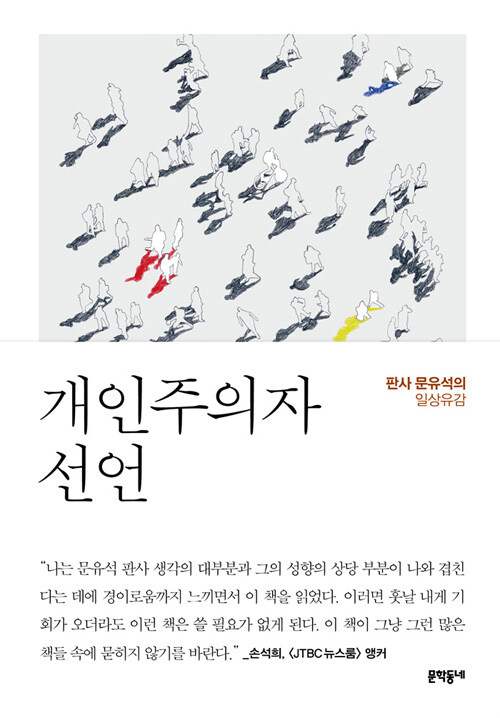 개인주의자
선언
판사 문유석의
일상유감
“나는 문유석 판사 생각의 대부분과 그의 성향의 상당 부분이 나와 겹친
다는 데에 경이로움까지 느끼면서 이 책을 읽었다. 이러면 훗날 내게 기
회가 오더라도 이런 책은 쓸 필요가 없게 된다. 이 책이 그냥 그런 많은
책들 속에 묻히지 않기를 바란다.” _손석희, 〈JTBC 뉴스룸〉 앵커
문학동네